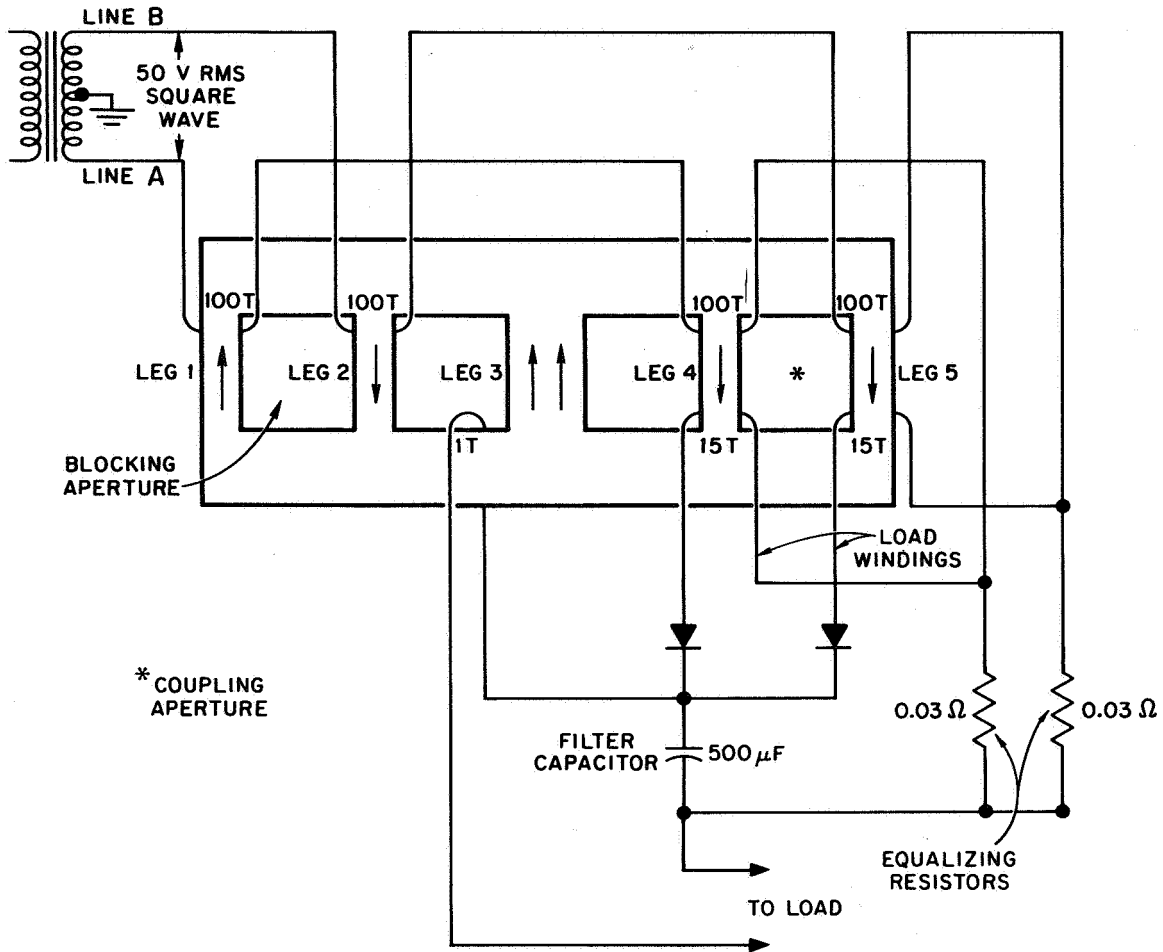 LINE B
50 V RMS
SQUARE
WAVE
LINE A
100T
100T
100T
100T
LEG 1
LEG 2
LEG 3
LEG 4
*
LEG 5
1T
15T
15T
BLOCKING
APERTURE
LOAD
WINDINGS
* COUPLING
APERTURE
FILTER
CAPACITOR
500 µF
0.03 Ω
0.03 Ω
EQUALIZING
RESISTORS
TO LOAD